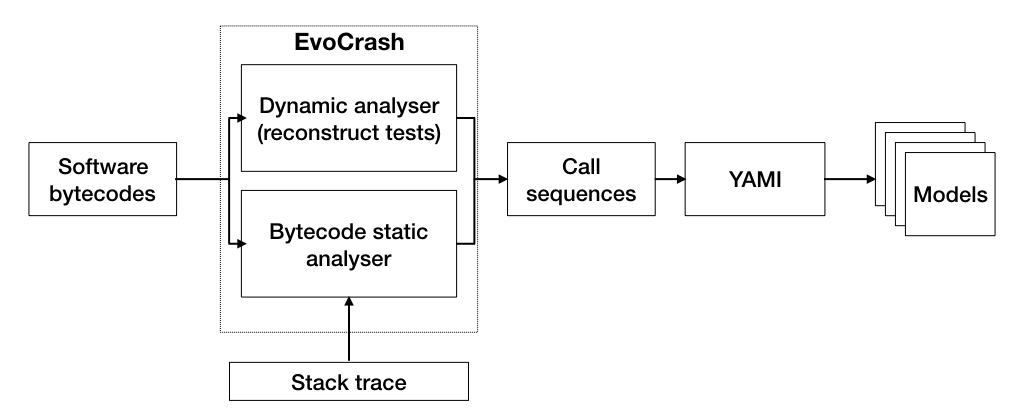 EvoCrash
Dynamic analyser
(reconstruct tests)
Software
bytecodes
Bytecode static
analyser
Call
sequences
YAMI
Models
Stack trace